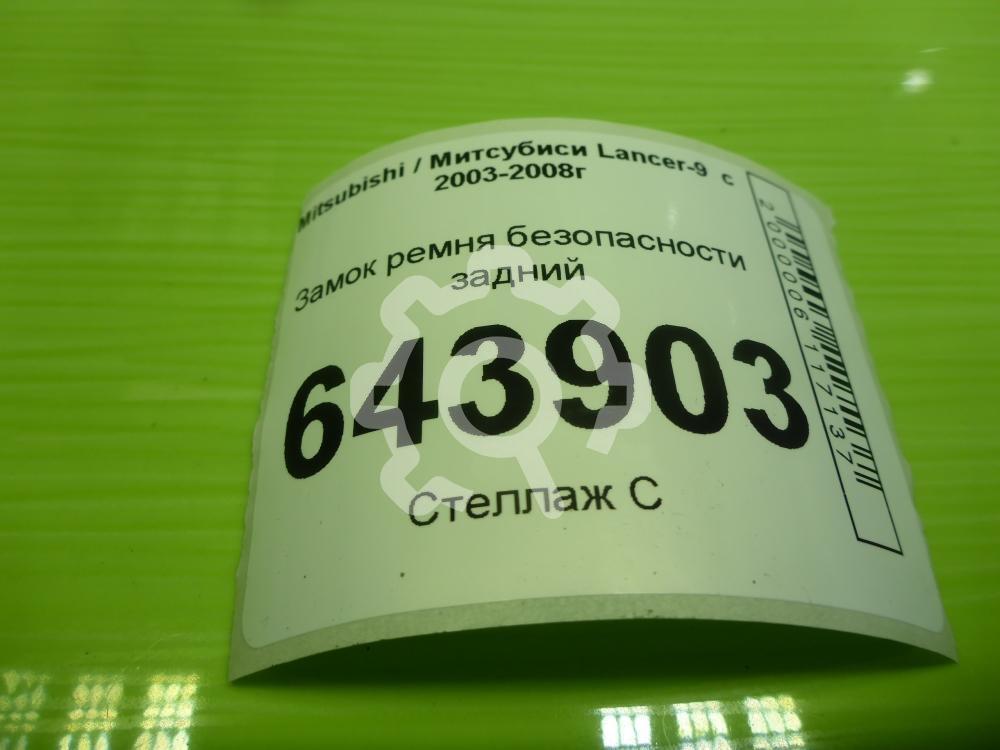 Mitsubishi / Митсубиси Lancer-9 с
2003-2008г
Замок ремня безопасности
задний
643903
Стеллаж С
2000006117137